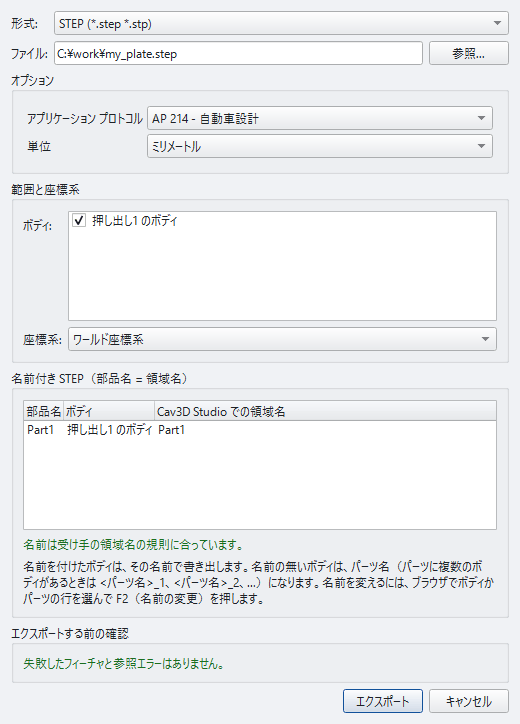 形式: STEP (*.step *.stp)
ファイル: C:¥work¥my_plate.step 参照...
オプション
アプリケーション プロトコル AP 214 - 自動車設計
単位 ミリメートル
範囲と座標系
ボディ: 押し出し1 のボディ
座標系: ワールド座標系
名前付き STEP（部品名 = 領域名）
部品名 ボディ Cav3D Studio での領域名
Part1 押し出し1 のボディ Part1
名前は受け手の領域名の規則に合っています。
名前を付けたボディは、その名前で書き出します。名前の無いボディは、パーツ名（パーツに複数のボ
ディがあるときは <パーツ名>_1、<パーツ名>_2、...）になります。名前を変えるには、ブラウザでボディか
パーツの行を選んで F2（名前の変更）を押します。
エクスポートする前の確認
失敗したフィーチャと参照エラーはありません。
エクスポート キャンセル